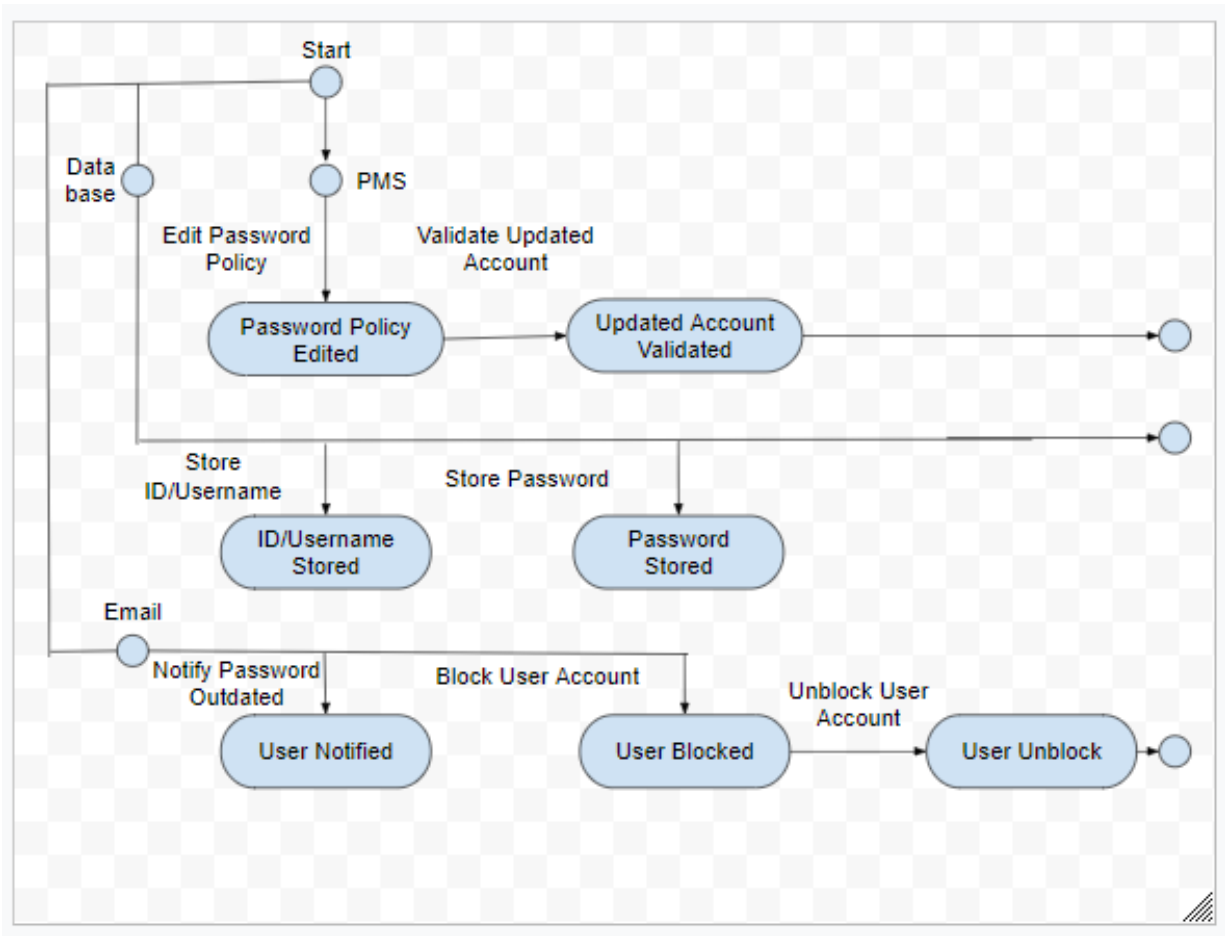 Start
Data
base
PMS
Edit Password
Policy
Validate Updated
Account
Password Policy
Edited
Updated Account
Validated
Store
ID/Username
Store Password
ID/Username
Stored
Password
Stored
Email
Notify Password
Outdated
Block User Account
Unblock User
Account
User Notified
User Blocked
User Unblock